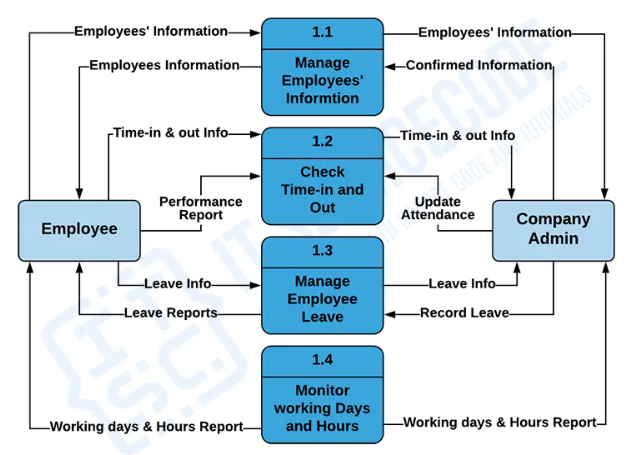 1.1
Employees' Information
Employees' Information
Manage
Employees'
Informtion
Employees Information
Confirmed Information
1.2
Time-in & out Info
Time-in & out Info
Check
Time-in and
Out
Performance
Report
Update
Attendance
Employee
Company
Admin
1.3
Leave Info
Leave Info
Manage
Employee
Leave
Leave Reports
Record Leave
1.4
Monitor
working Days
and Hours
Working days & Hours Report
Working days & Hours Report